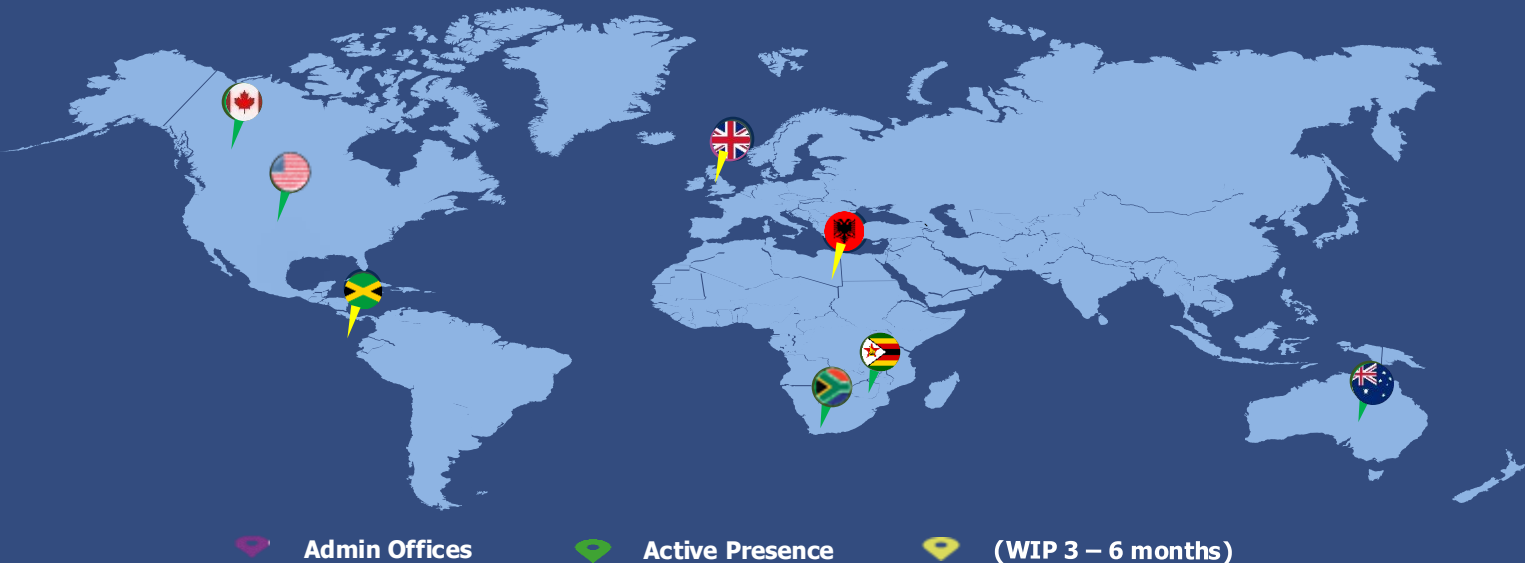 Admin Offices
Active Presence
(WIP 3 – 6 months)